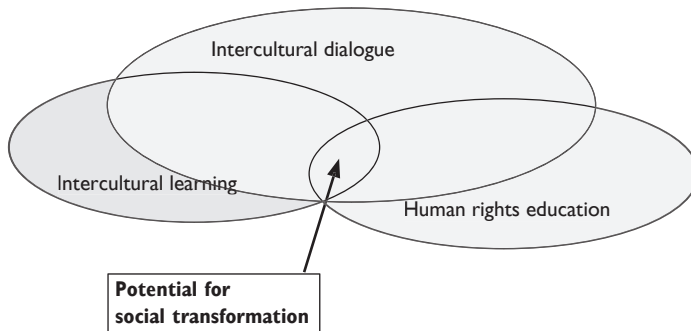 Intercultural dialogue
Intercultural learning
Human rights education
Potential for
social transformation